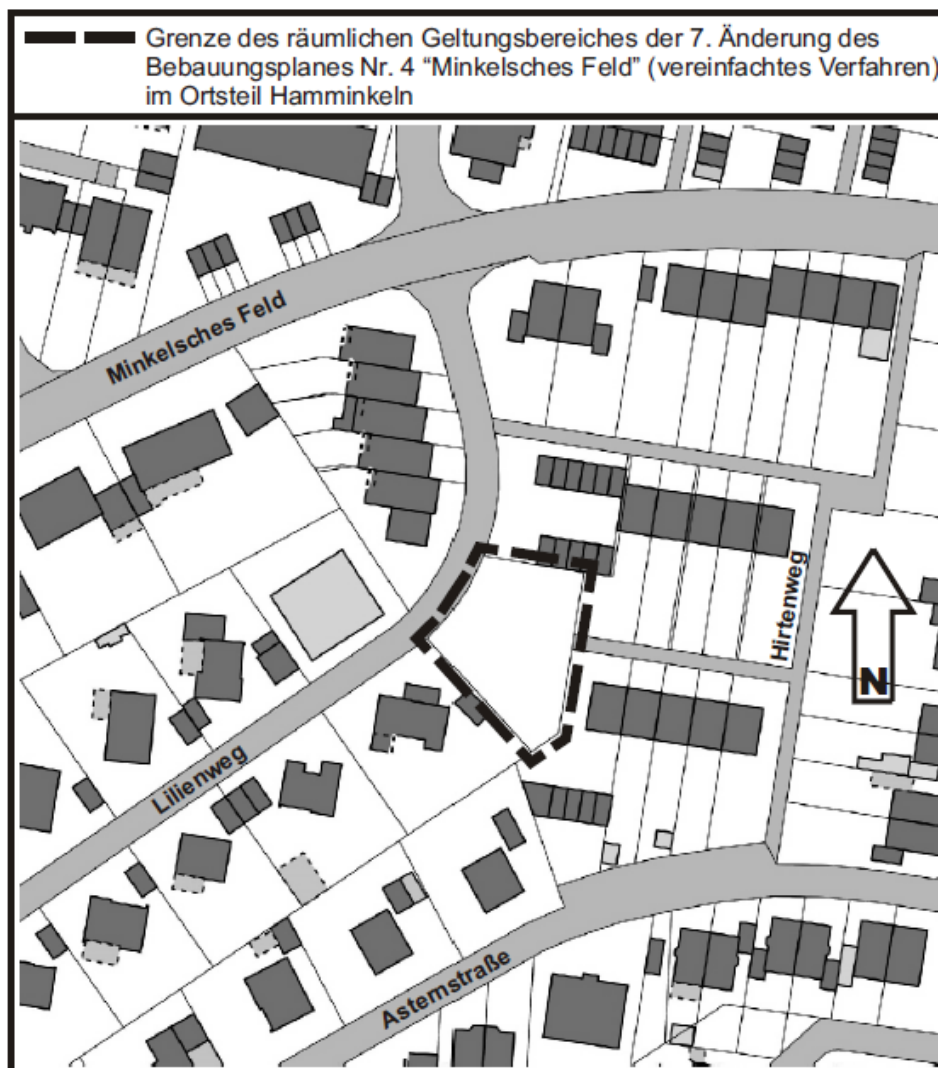 Grenze des räumlichen Geltungsbereiches der 7. Änderung des
Bebauungsplanes Nr. 4 “Minkelsches Feld” (vereinfachtes Verfahren)
im Ortsteil Hamminkeln
Minkelsches Feld
Hirtenweg
N
Lilienweg
Asternstraße